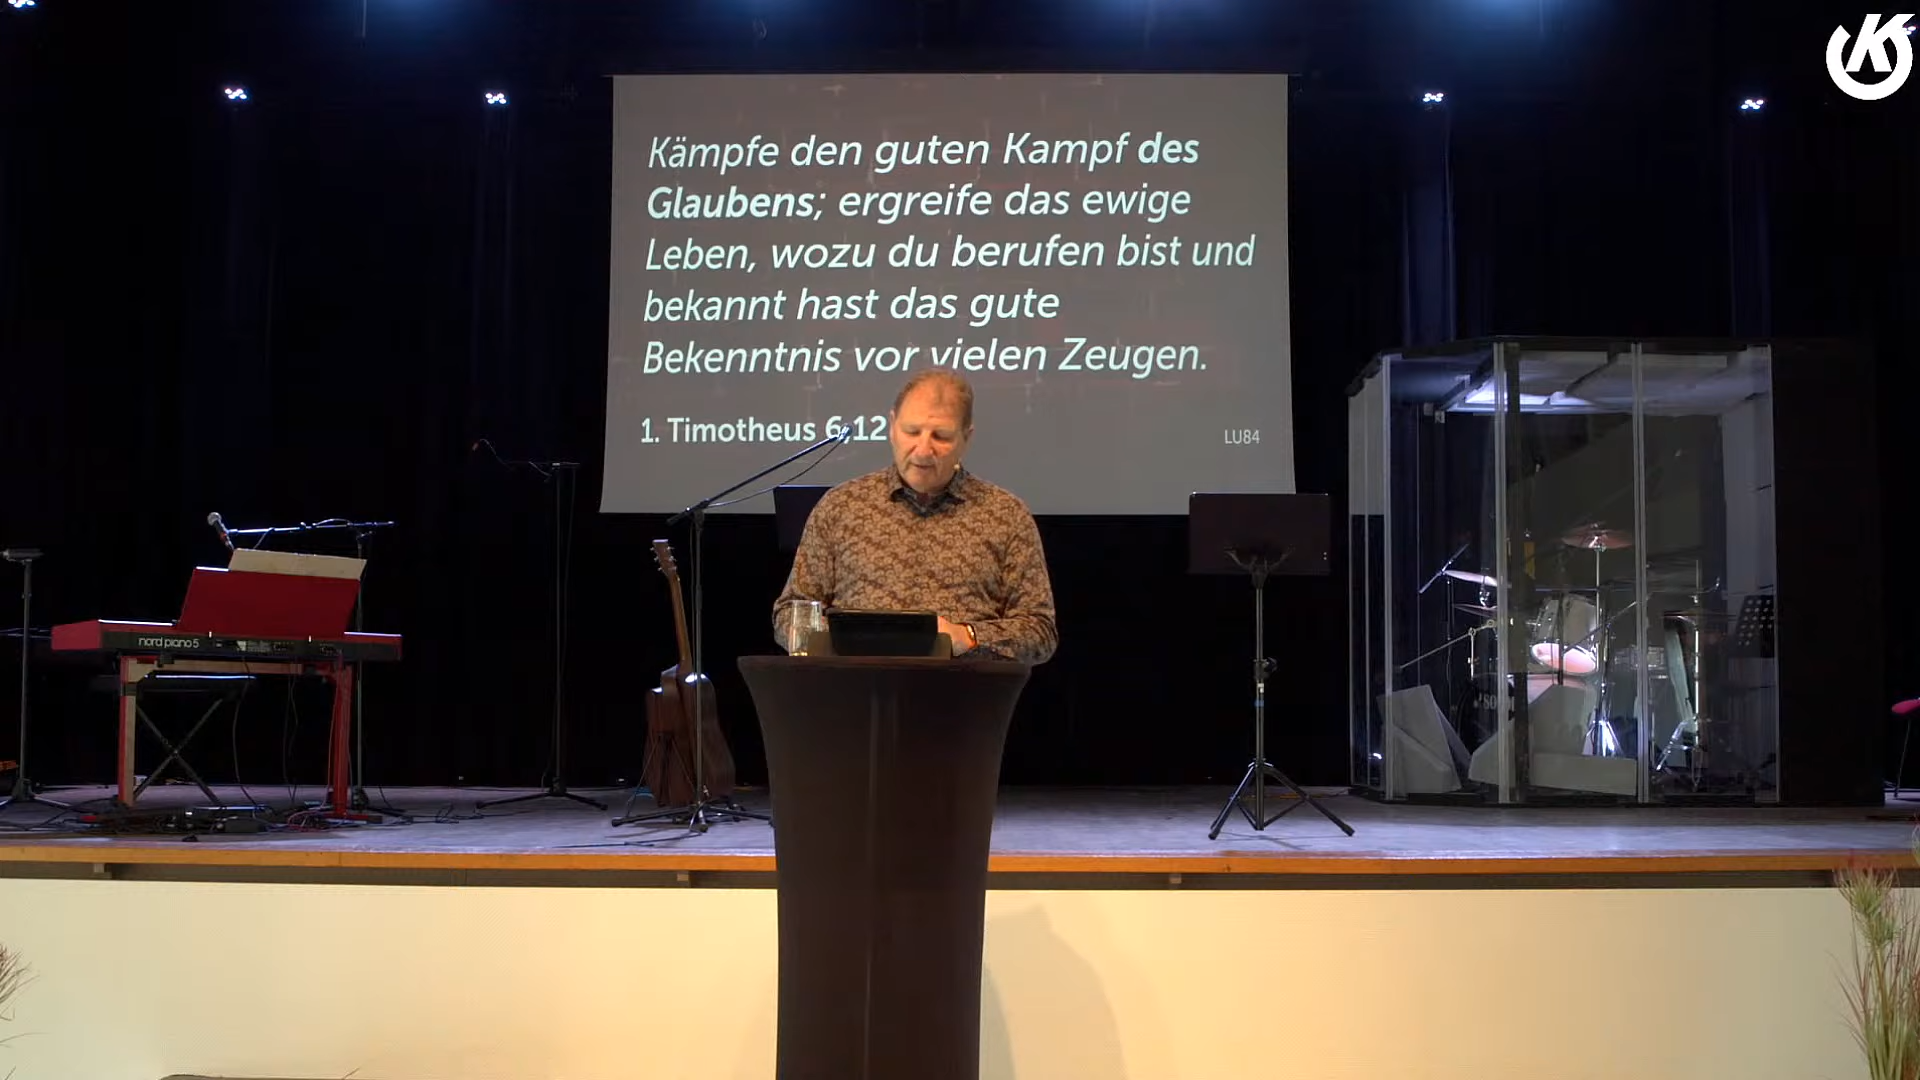 Kämpfe den guten Kampf des
Glaubens; ergreife das ewige
Leben, wozu du berufen bist und
bekannt hast das gute
Bekenntnis vor vielen Zeugen.
1. Timotheus 6,12
LU84
nord piano 5
K